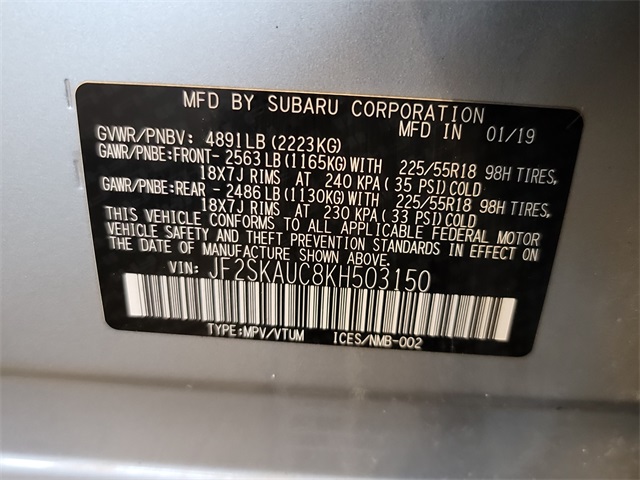 MFD BY SUBARU CORPORATION
MFD IN 01/19
GVWR/PNBV: 4891LB(2223KG)
GAWR/PNBE:FRONT- 2563LB(1165KG)WITH 225/55R18 98H TIRES,
18X7J RIMS AT 240 KPA(35 PSI)COLD
GAWR/PNBE:REAR - 2486LB(1130KG)WITH 225/55R18 98H TIRES,
18X7J RIMS AT 230 KPA(33 PSI)COLD
THIS VEHICLE CONFORMS TO ALL APPLICABLE FEDERAL MOTOR
VEHICLE SAFETY AND THEFT PREVENTION STANDARDS IN EFFECT ON
THE DATE OF MANUFACTURE SHOWN ABOVE.
VIN: JF2SKAUC8KH503150
TYPE:MPV/VTUM ICES/NMB-002